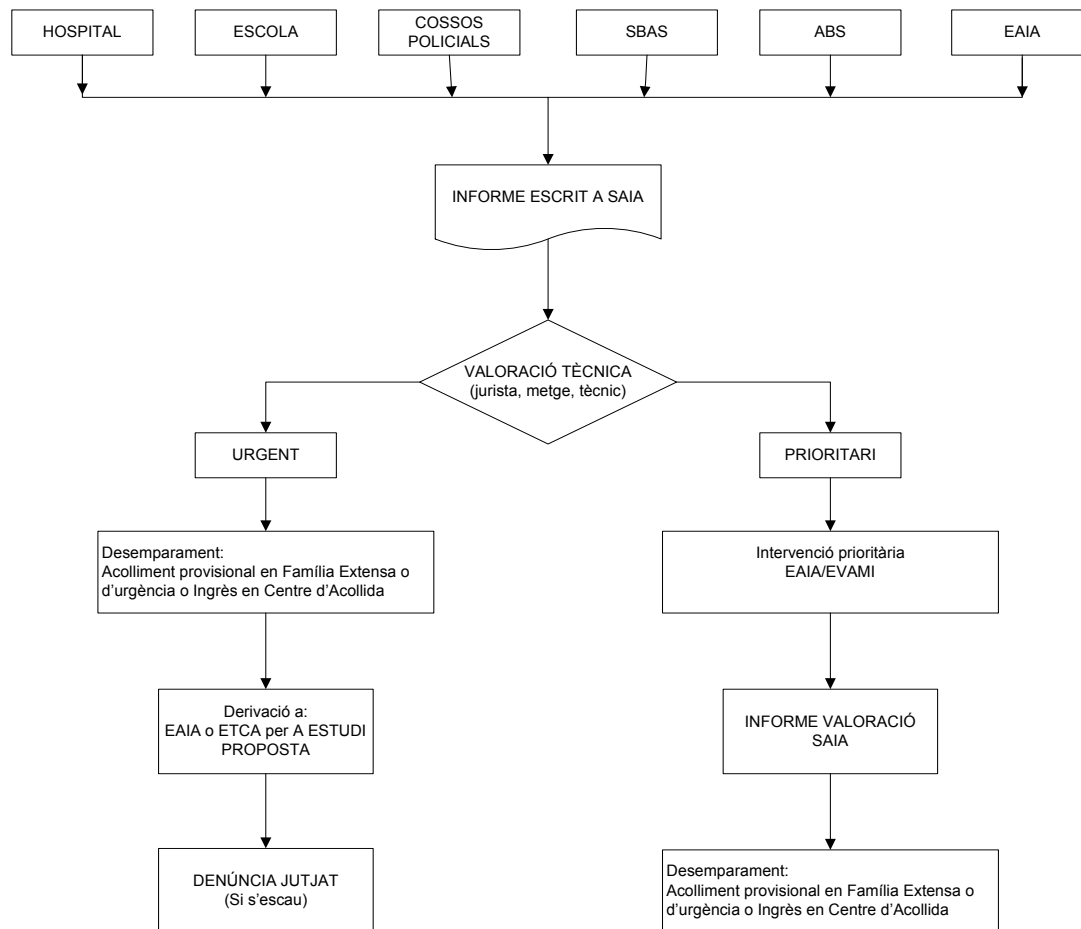 HOSPITAL
ESCOLA
COSSOS
POLICIALS
SBAS
ABS
EAIA
INFORME ESCRIT A SAIA
VALORACIÓ TÈCNICA
(jurista, metge, tècnic)
URGENT
PRIORITARI
Desemparament:
Acolliment provisional en Família Extensa o
d'urgència o Ingrès en Centre d'Acollida
Intervenció prioritària
EAIA/EVAMI
Derivació a:
EAIA o ETCA per A ESTUDI
PROPOSTA
INFORME VALORACIÓ
SAIA
DENÚNCIA JUTJAT
(Si s'escau)
Desemparament:
Acolliment provisional en Família Extensa o
d'urgència o Ingrès en Centre d'Acollida